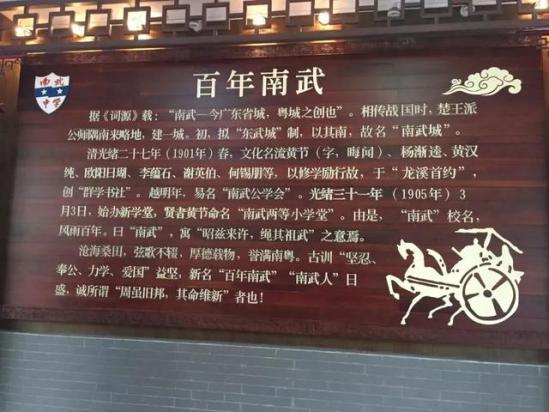 南武
中学
百年南武
据《词源》载：“南武—今广东省城，粤城之创也”。相传战国时，楚王派
公师隅南来略地，建一城。初，拟“东武城”制，以其南，故名“南武城”。
清光绪二十七年（1901年）春，文化名流黄节（字，晦闻）、杨渐逵、黄汉
纯、欧阳日瑚、李蕴石、谢英伯、何锡朋等，以修学励行故，于“龙溪首约”，
创“群学书社”。越明年，易名“南武公学会”。光绪三十一年（1905年）3
月3日，始办新学堂，贤者黄节命名“南武两等小学堂”。由是，“南武”校名，
风雨百年。曰“南武”，寓“昭兹来许，绳其祖武”之意焉。
沧海桑田，弦歌不辍，厚德载物，誉满南粤。古训“坚忍、
奉公、力学、爱国”益坚，新名“百年南武”“南武人”日
盛，诚所谓“周虽旧邦，其命维新”者也！